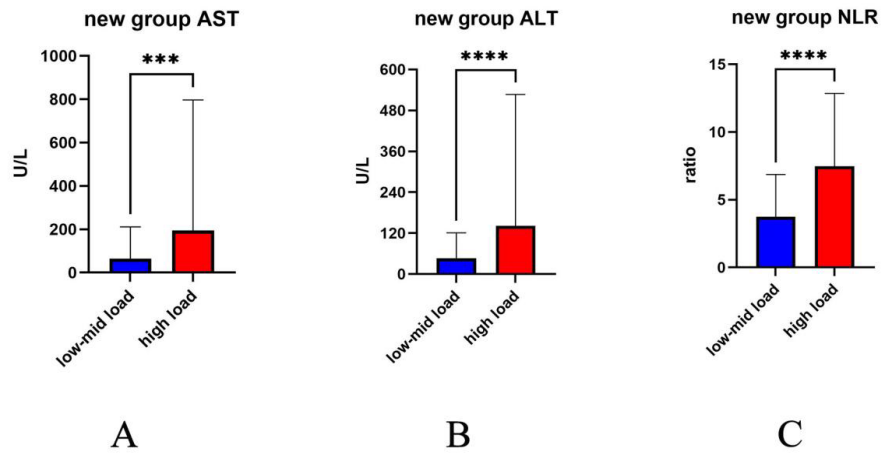 new group AST
***
1000
800
600
400
200
0
U/L
low-mid load
high load
A
new group ALT
****
600
480
360
240
120
0
U/L
low-mid load
high load
B
new group NLR
****
15
10
5
0
ratio
low-mid load
high load
C